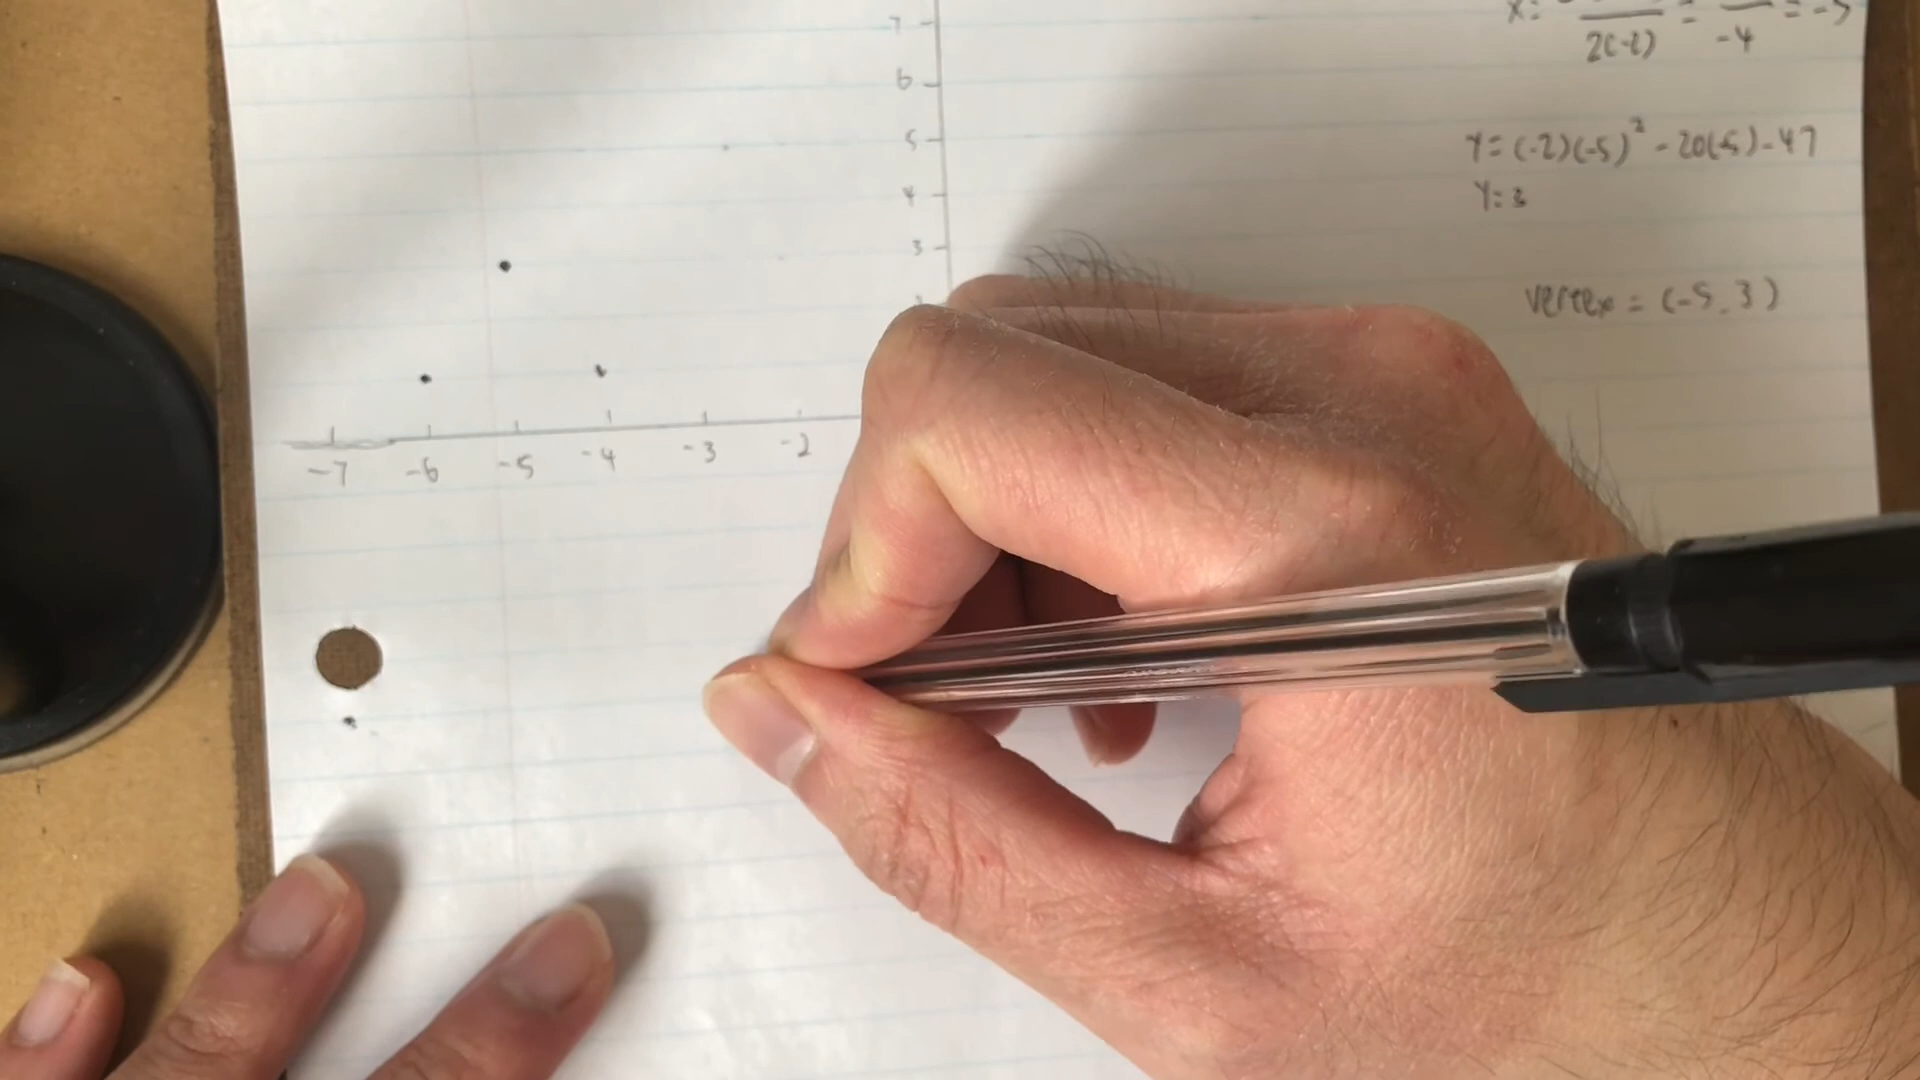 7
6
5
4
3
-7 -6 -5 -4 -3 -2
2(-2) -4
Y=(-2)(-5)² - 20(-5)-47
Y=3
vertex = (-5,3)